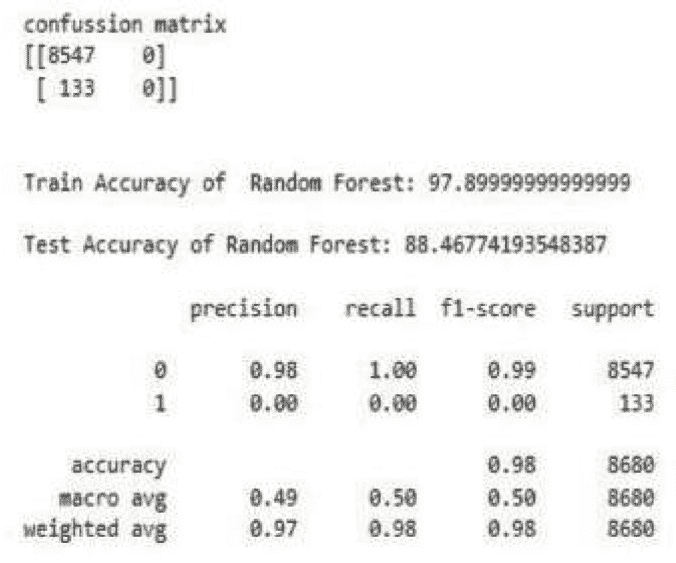 confussion matrix
[[8547 0]
[ 133 0]]
Train Accuracy of Random Forest: 97.89999999999999
Test Accuracy of Random Forest: 88.46774193548387
precision recall f1-score support
0 0.98 1.00 0.99 8547
1 0.00 0.00 0.00 133
accuracy 0.98 8680
macro avg 0.49 0.50 0.50 8680
weighted avg 0.97 0.98 0.98 8680